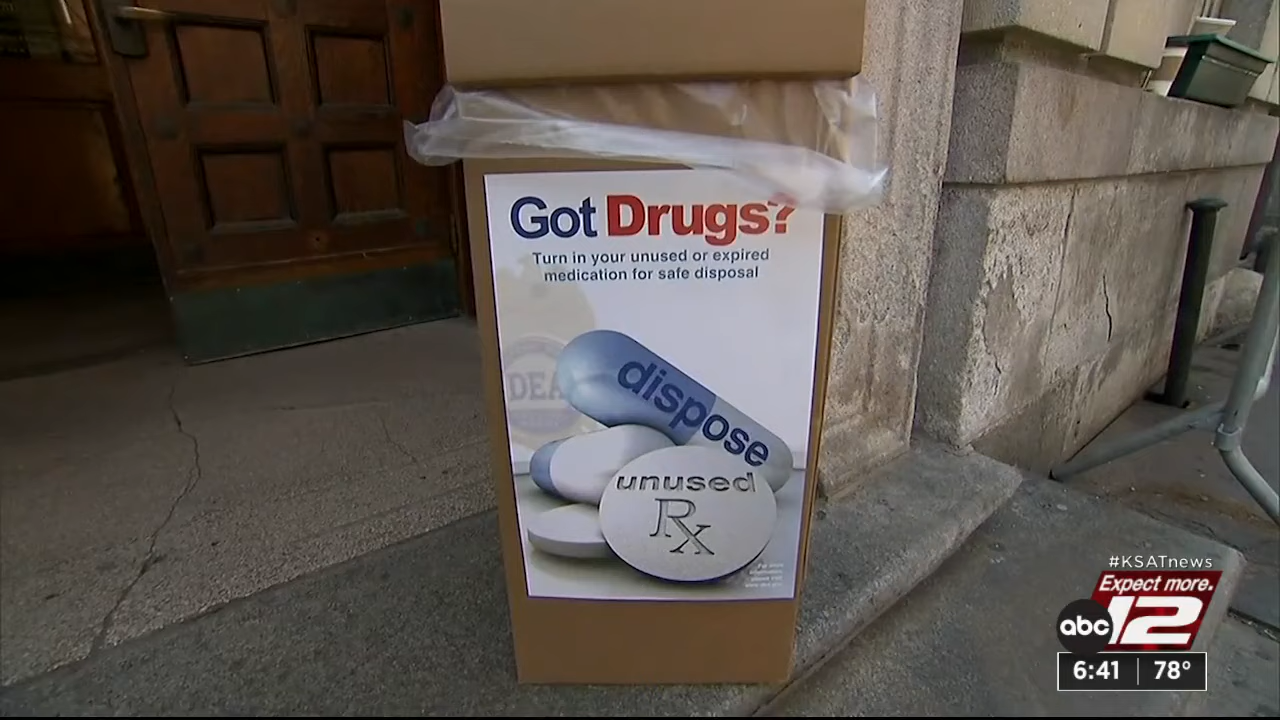 Got Drugs?
Turn in your unused or expired
medication for safe disposal
DEA
dispose
unused
Rx
#KSATnews
Expect more.
abc 12
6:41 78°